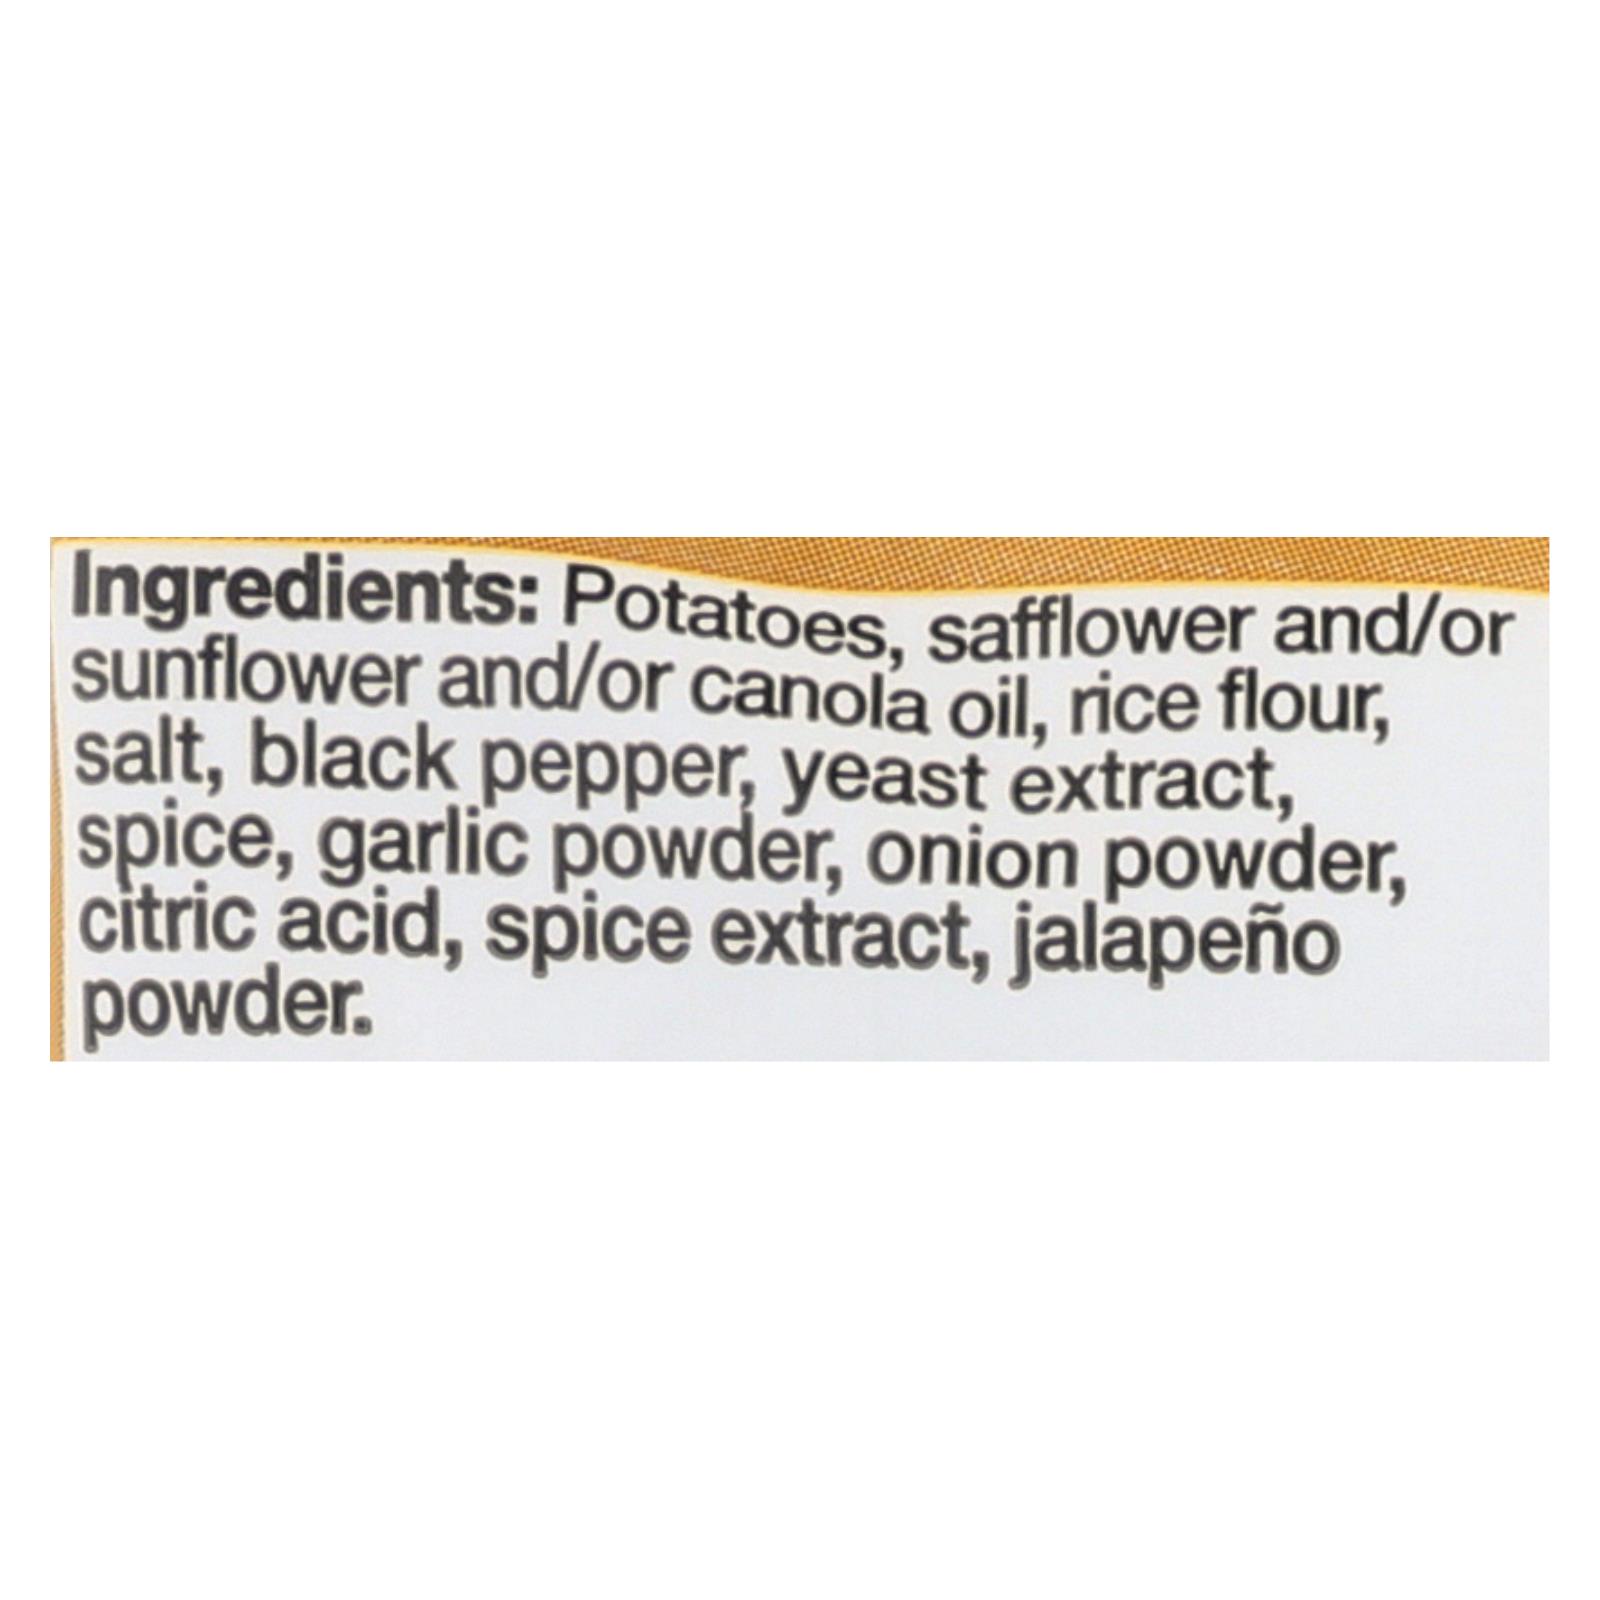 Ingredients: Potatoes, safflower and/or
sunflower and/or canola oil, rice flour,
salt, black pepper, yeast extract,
spice, garlic powder, onion powder,
citric acid, spice extract, jalapeño
powder.